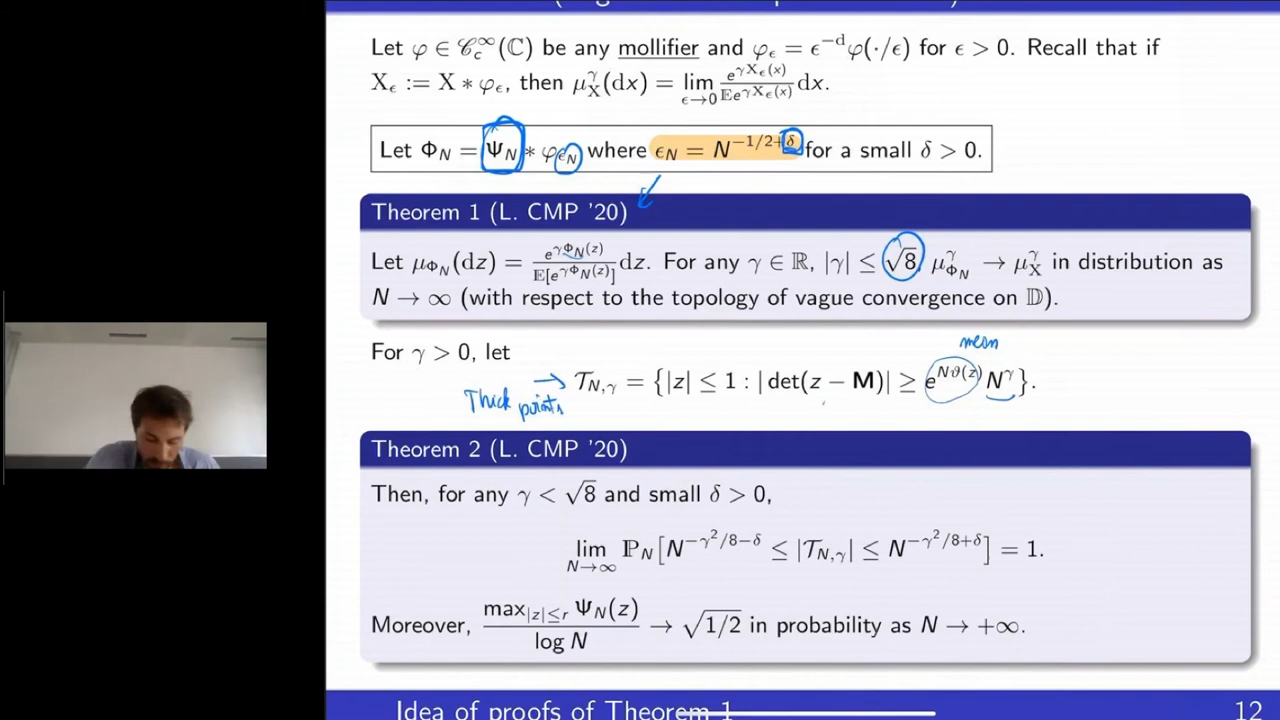 Let φ ∈ 𝒞_c^∞(ℂ) be any mollifier and φ_ϵ = ϵ^{-d}φ(·/ϵ) for ϵ > 0. Recall that if
X_ϵ := X ∗ φ_ϵ, then μ_X^γ(dx) = lim_{ϵ→0} e^{γX_ϵ(x)} / 𝔼e^{γX_ϵ(x)} dx.
Let Φ_N = Ψ_N ∗ φ_{ϵ_N} where ϵ_N = N^{-1/2+δ} for a small δ > 0.
Theorem 1 (L. CMP '20)
Let μ_{Φ_N}(dz) = e^{γΦ_N(z)} / 𝔼[e^{γΦ_N(z)}] dz. For any γ ∈ ℝ, |γ| ≤ √8, μ_{Φ_N}^γ → μ_X^γ in distribution as
N → ∞ (with respect to the topology of vague convergence on 𝔻).
For γ > 0, let
mean
𝒯_{N,γ} = {|z| ≤ 1 : |det(z − M)| ≥ e^{Nϑ(z)} N^γ}.
Thick points
Theorem 2 (L. CMP '20)
Then, for any γ < √8 and small δ > 0,
lim_{N→∞} ℙ_N[N^{-γ²/8-δ} ≤ |𝒯_{N,γ}| ≤ N^{-γ²/8+δ}] = 1.
Moreover, max_{|z|≤r} Ψ_N(z) / log N → √1/2 in probability as N → +∞.
Idea of proofs of Theorem 1
12